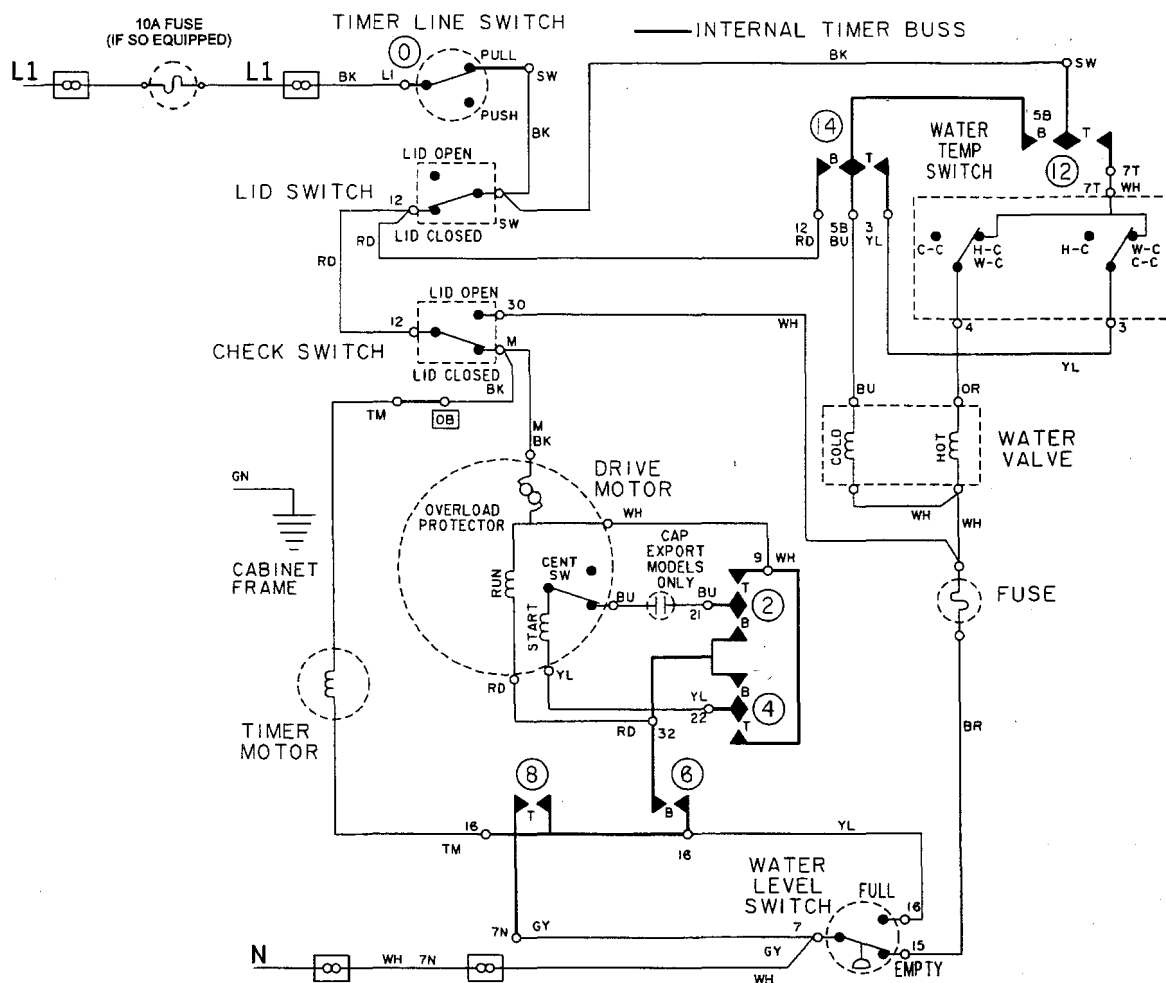 10A FUSE
(IF SO EQUIPPED)
TIMER LINE SWITCH
INTERNAL TIMER BUSS
0
PULL
BK
SW
L1
L1
BK
L1
SW
PUSH
BK
14
5B
B
T
WATER
TEMP
SWITCH
12
LID OPEN
B
T
7T
LID SWITCH
7T
WH
12
SW
RD
LID CLOSED
12
RD
5B
BU
3
YL
C-C
H-C
W-C
H-C
W-C
C-C
RD
LID OPEN
30
WH
12
4
3
CHECK SWITCH
M
LID CLOSED
BK
YL
TM
OB
BU
OR
M
BK
COLD
HOT
WATER
VALVE
GN
DRIVE
MOTOR
OVERLOAD
PROTECTOR
WH
WH
WH
CAP
EXPORT
MODELS
ONLY
9
WH
CABINET
FRAME
CENT
SW
RUN
T
2
FUSE
BU
BU
21
START
B
RD
YL
B
YL
22
4
T
BR
TIMER
MOTOR
RD
32
8
6
T
B
16
TM
16
YL
WATER
LEVEL
SWITCH
FULL
16
7N
GY
7
15
GY
EMPTY
N
WH
7N
WH